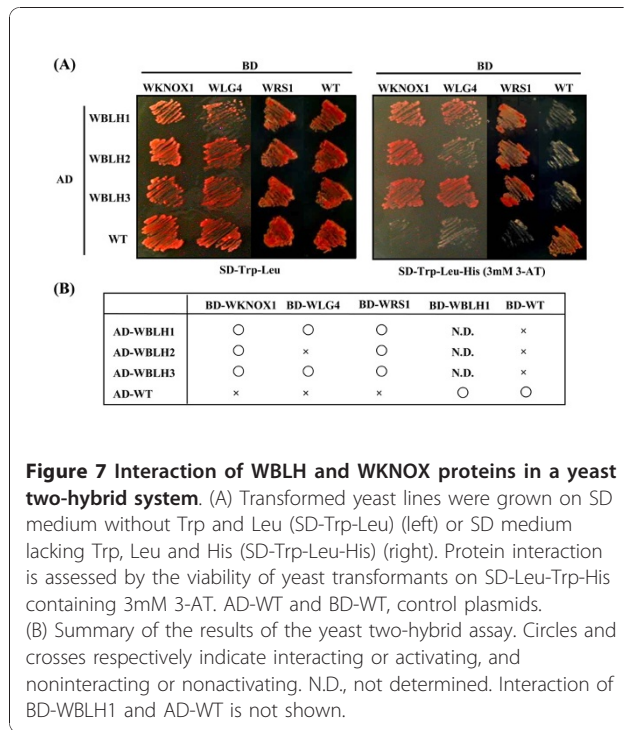 (A)
BD
BD
WKNOX1 WLG4 WRS1 WT
WKNOX1 WLG4 WRS1 WT
WBLH1
WBLH2
AD
WBLH3
WT
SD-Trp-Leu
SD-Trp-Leu-His (3mM 3-AT)
(B)
BD-WKNOX1 BD-WLG4 BD-WRS1 BD-WBLH1 BD-WT
AD-WBLH1 ○ ○ ○ N.D. ×
AD-WBLH2 ○ × ○ N.D. ×
AD-WBLH3 ○ ○ ○ N.D. ×
AD-WT × × × ○ ○
Figure 7 Interaction of WBLH and WKNOX proteins in a yeast
two-hybrid system. (A) Transformed yeast lines were grown on SD
medium without Trp and Leu (SD-Trp-Leu) (left) or SD medium
lacking Trp, Leu and His (SD-Trp-Leu-His) (right). Protein interaction
is assessed by the viability of yeast transformants on SD-Leu-Trp-His
containing 3mM 3-AT. AD-WT and BD-WT, control plasmids.
(B) Summary of the results of the yeast two-hybrid assay. Circles and
crosses respectively indicate interacting or activating, and
noninteracting or nonactivating. N.D., not determined. Interaction of
BD-WBLH1 and AD-WT is not shown.